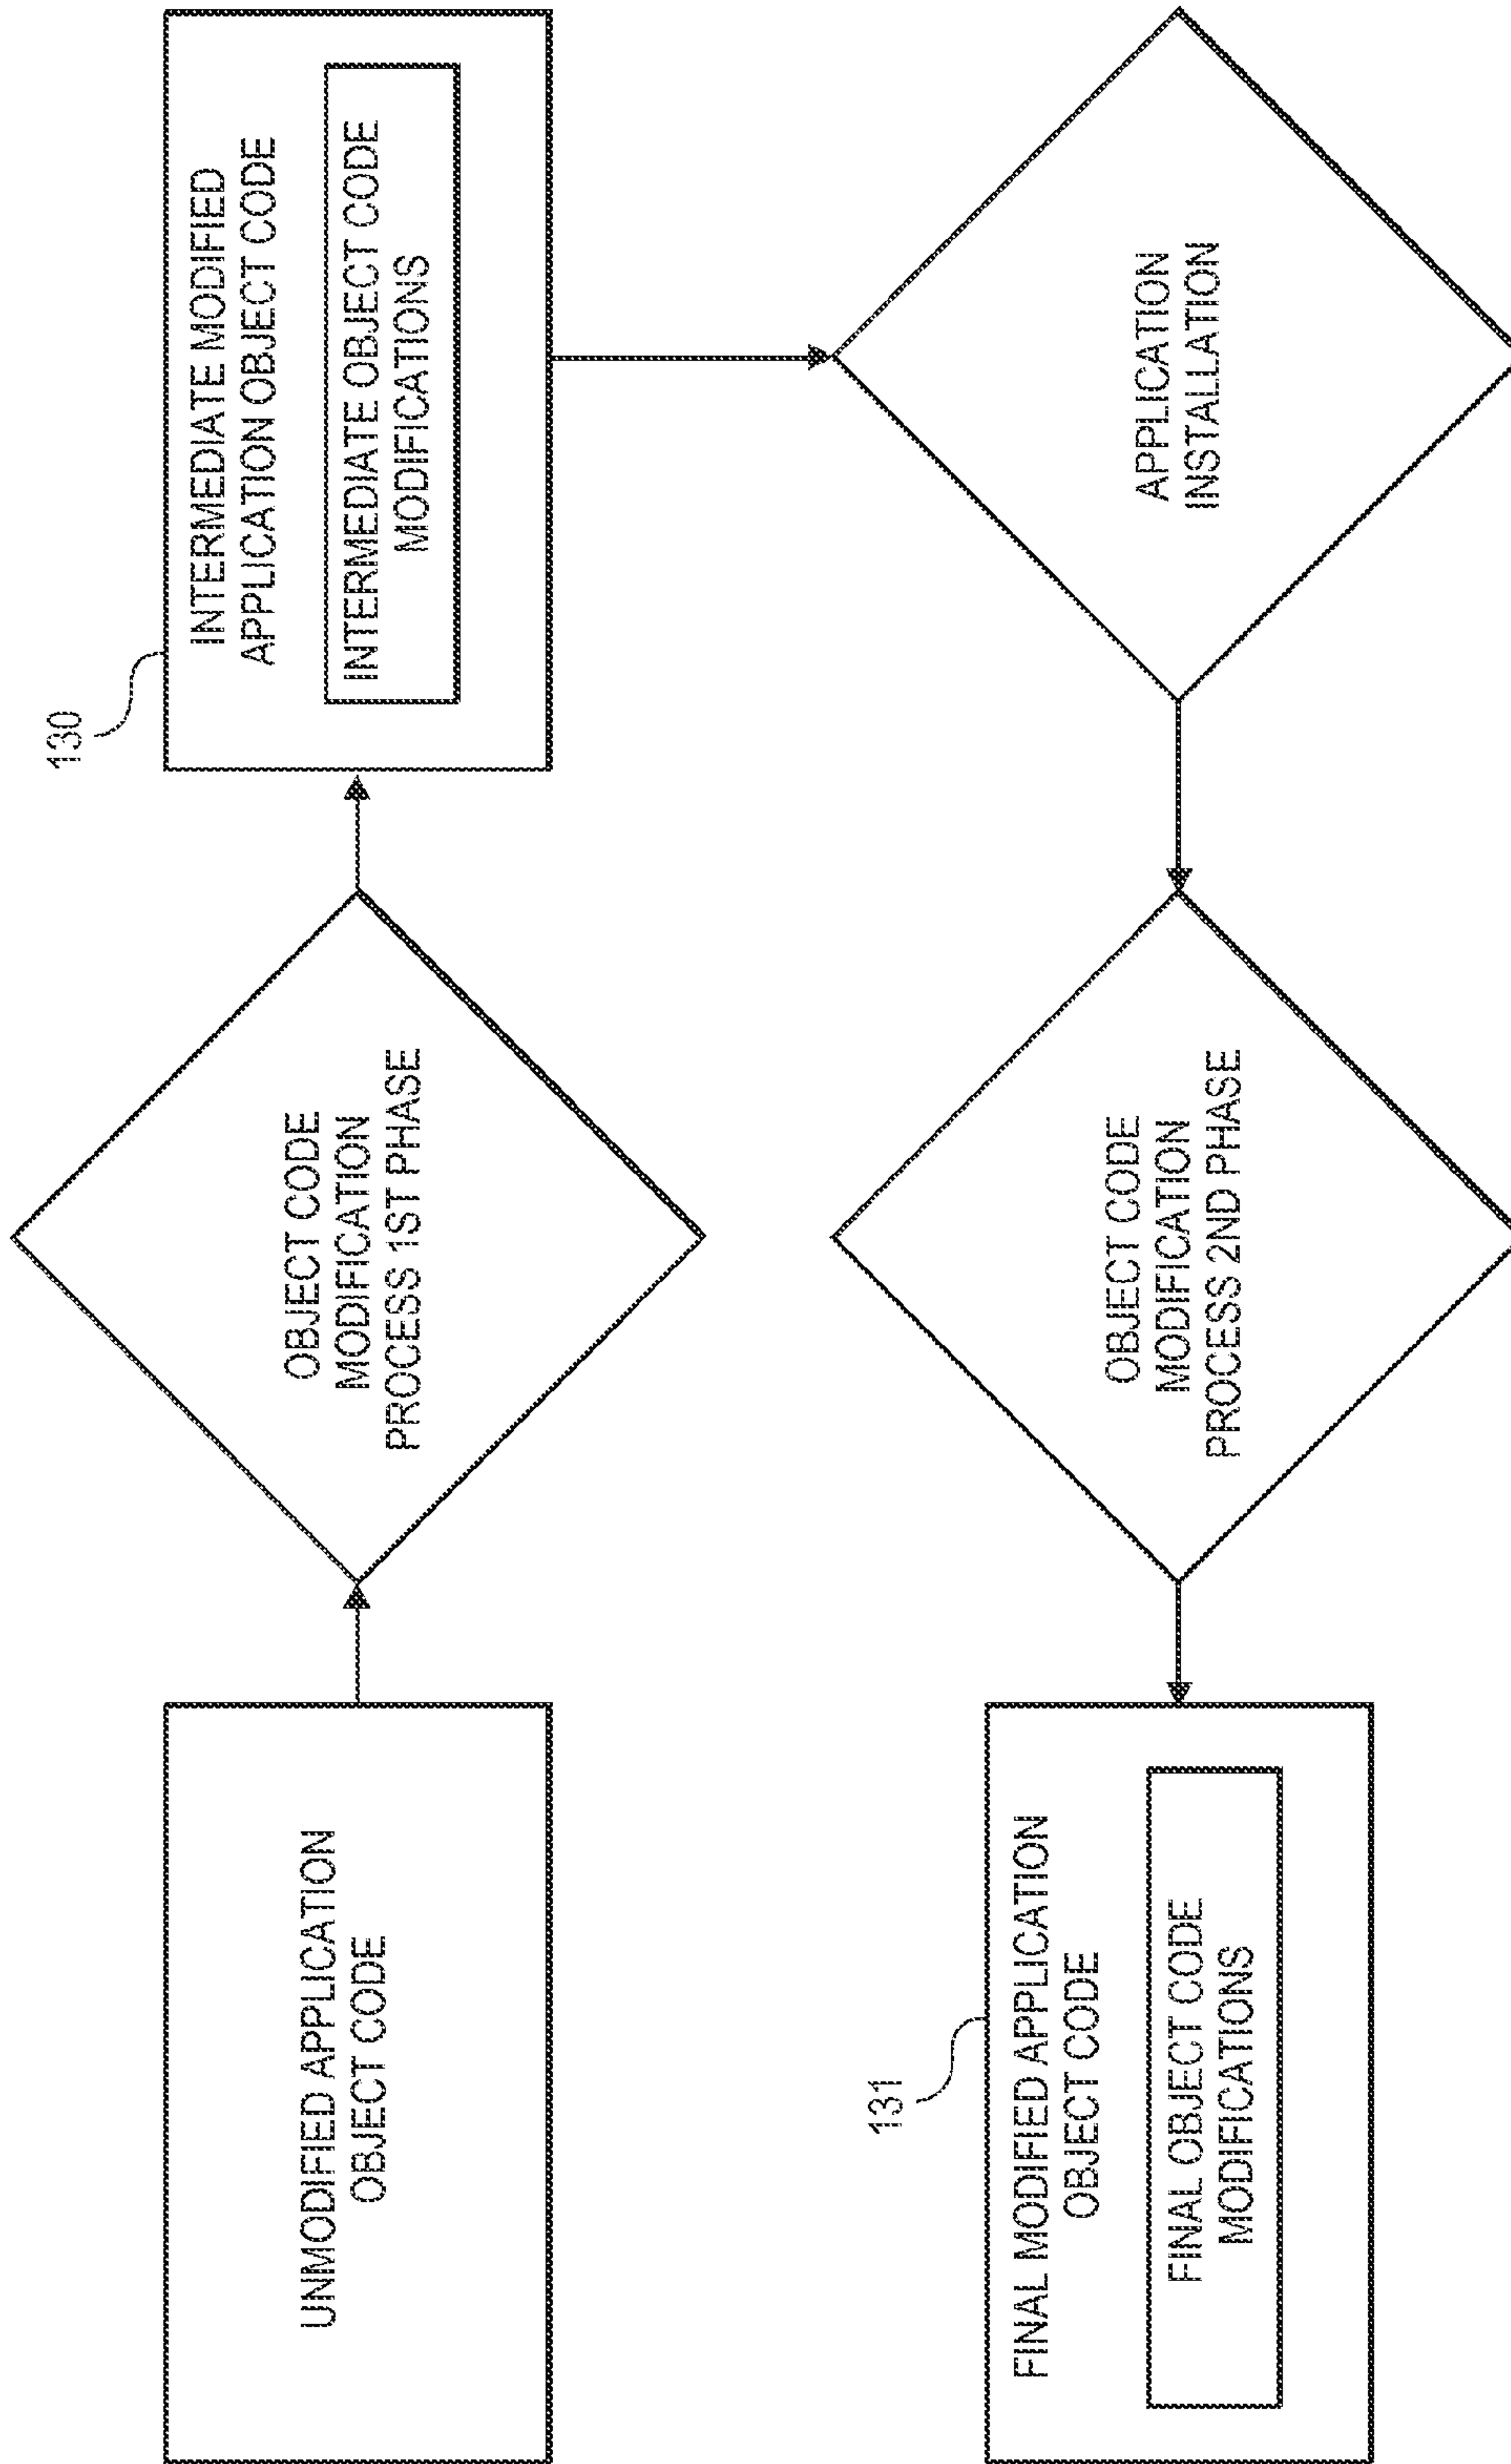 UNMODIFIED APPLICATION
OBJECT CODE
OBJECT CODE
MODIFICATION
PROCESS 1ST PHASE
130
INTERMEDIATE MODIFIED
APPLICATION OBJECT CODE
INTERMEDIATE OBJECT CODE
MODIFICATIONS
APPLICATION
INSTALLATION
OBJECT CODE
MODIFICATION
PROCESS 2ND PHASE
131
FINAL MODIFIED APPLICATION
OBJECT CODE
FINAL OBJECT CODE
MODIFICATIONS